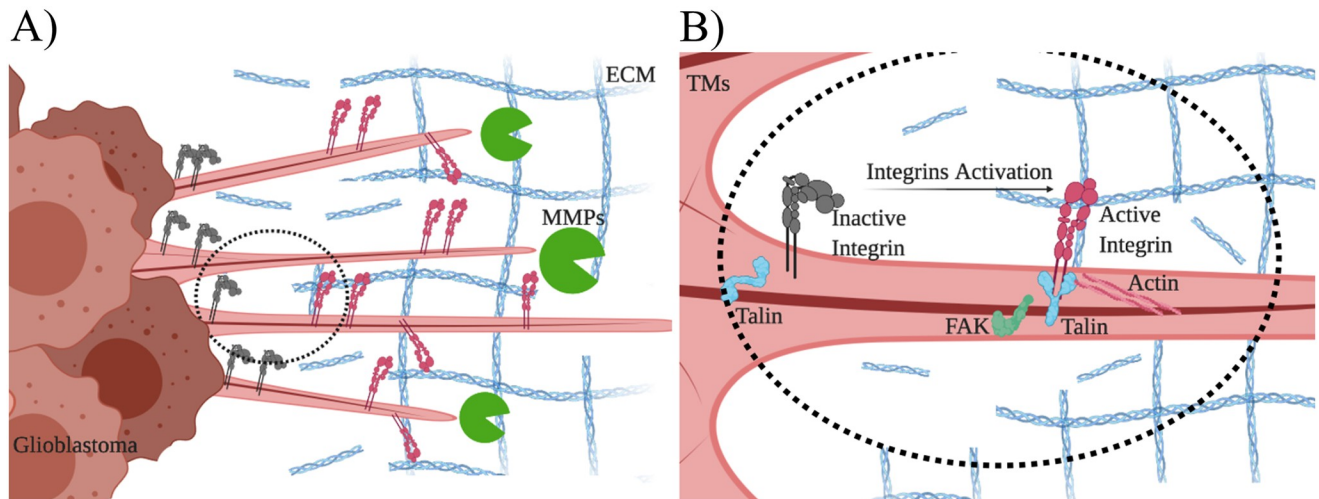 A)
ECM
MMPs
Glioblastoma
B)
TMs
Integrins Activation
Inactive
Integrin
Active
Integrin
Talin
Actin
FAK
Talin